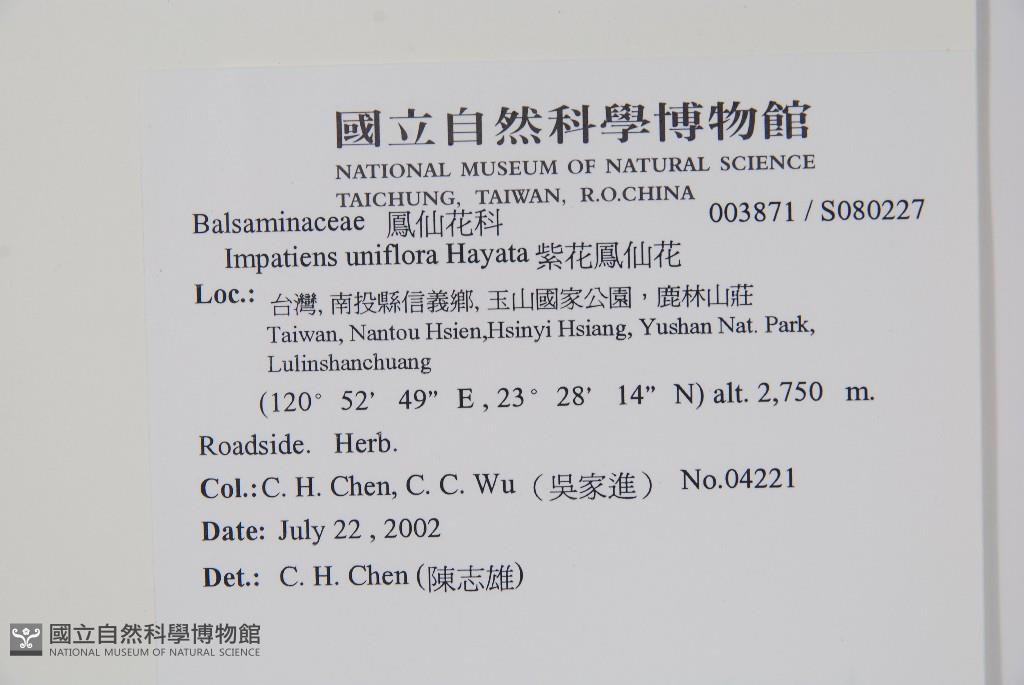 國立自然科學博物館
NATIONAL MUSEUM OF NATURAL SCIENCE
TAICHUNG, TAIWAN, R.O.CHINA
003871 / S080227
Balsaminaceae 鳳仙花科
Impatiens uniflora Hayata 紫花鳳仙花
Loc.: 台灣, 南投縣信義鄉, 玉山國家公園，鹿林山莊
Taiwan, Nantou Hsien,Hsinyi Hsiang, Yushan Nat. Park,
Lulinshanchuang
(120° 52’ 49” E , 23° 28’ 14” N) alt. 2,750 m.
Roadside. Herb.
Col.: C. H. Chen, C. C. Wu （吳家進） No.04221
Date: July 22 , 2002
Det.: C. H. Chen (陳志雄)
國立自然科學博物館
NATIONAL MUSEUM OF NATURAL SCIENCE